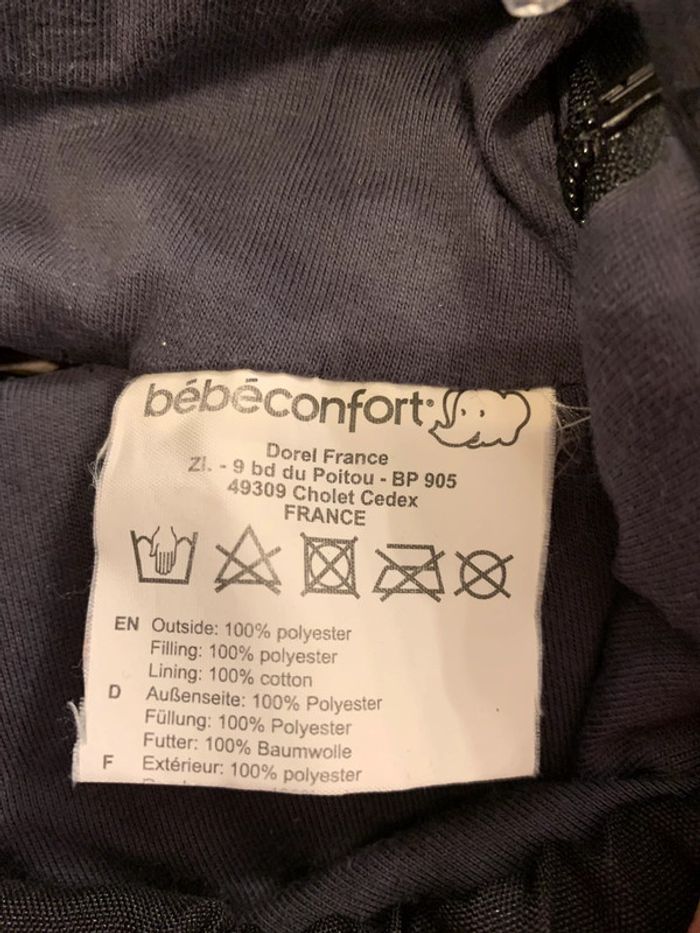 bébéconfort
Dorel France
ZI. - 9 bd du Poitou - BP 905
49309 Cholet Cedex
FRANCE
EN Outside: 100% polyester
Filling: 100% polyester
Lining: 100% cotton
D Außenseite: 100% Polyester
Füllung: 100% Polyester
Futter: 100% Baumwolle
F Extérieur: 100% polyester